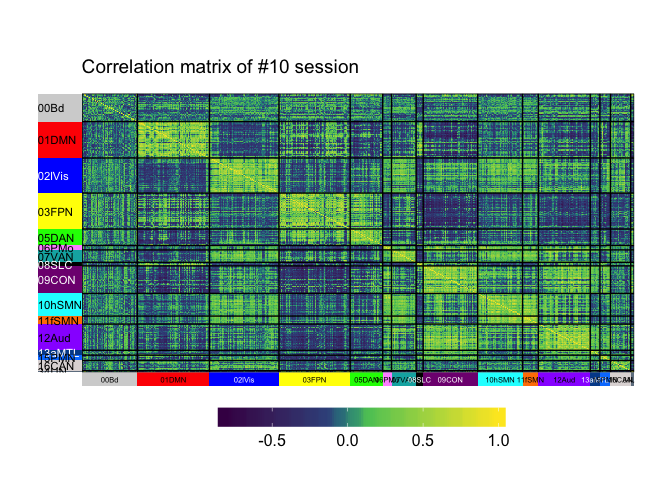 Correlation matrix of #10 session
00Bd
01DMN
02lVis
03FPN
05DAN
06PMo
07VAN
08SLC
09CON
10hSMN
11fSMN
12Aud
00Bd
01DMN
02lVis
03FPN
05DAN
08SLC
09CON
10hSMN
11fSMN
12Aud
-0.5
0.0
0.5
1.0